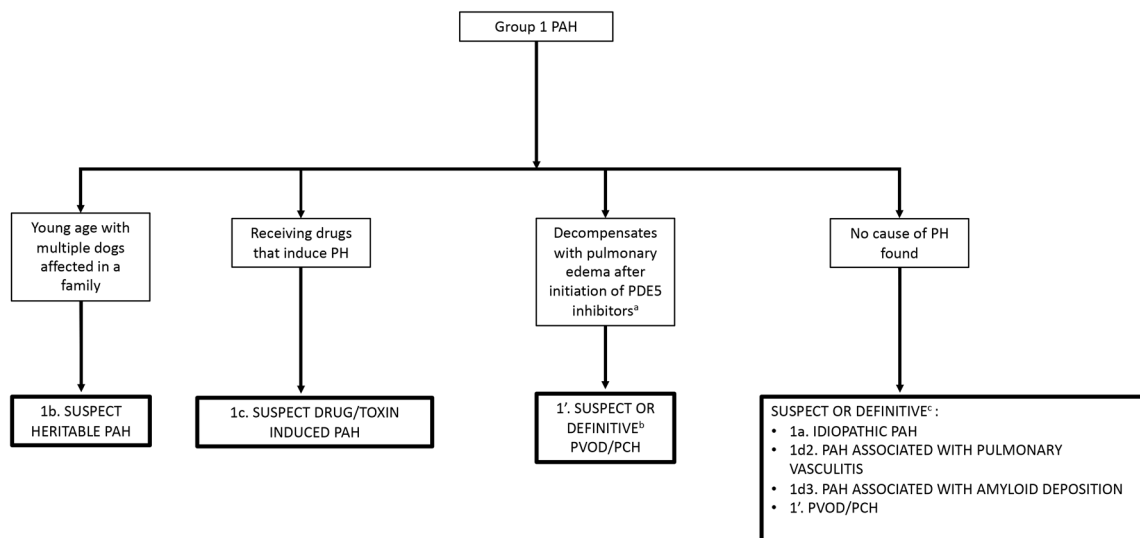 Group 1 PAH
Young age with
multiple dogs
affected in a
family
Receiving drugs
that induce PH
Decompensates
with pulmonary
edema after
initiation of PDE5
inhibitorsᵃ
No cause of PH
found
1b. SUSPECT
HERITABLE PAH
1c. SUSPECT DRUG/TOXIN
INDUCED PAH
1’. SUSPECT OR
DEFINITIVEᵇ
PVOD/PCH
SUSPECT OR DEFINITIVEᶜ :
• 1a. IDIOPATHIC PAH
• 1d2. PAH ASSOCIATED WITH PULMONARY
VASCULITIS
• 1d3. PAH ASSOCIATED WITH AMYLOID DEPOSITION
• 1’. PVOD/PCH